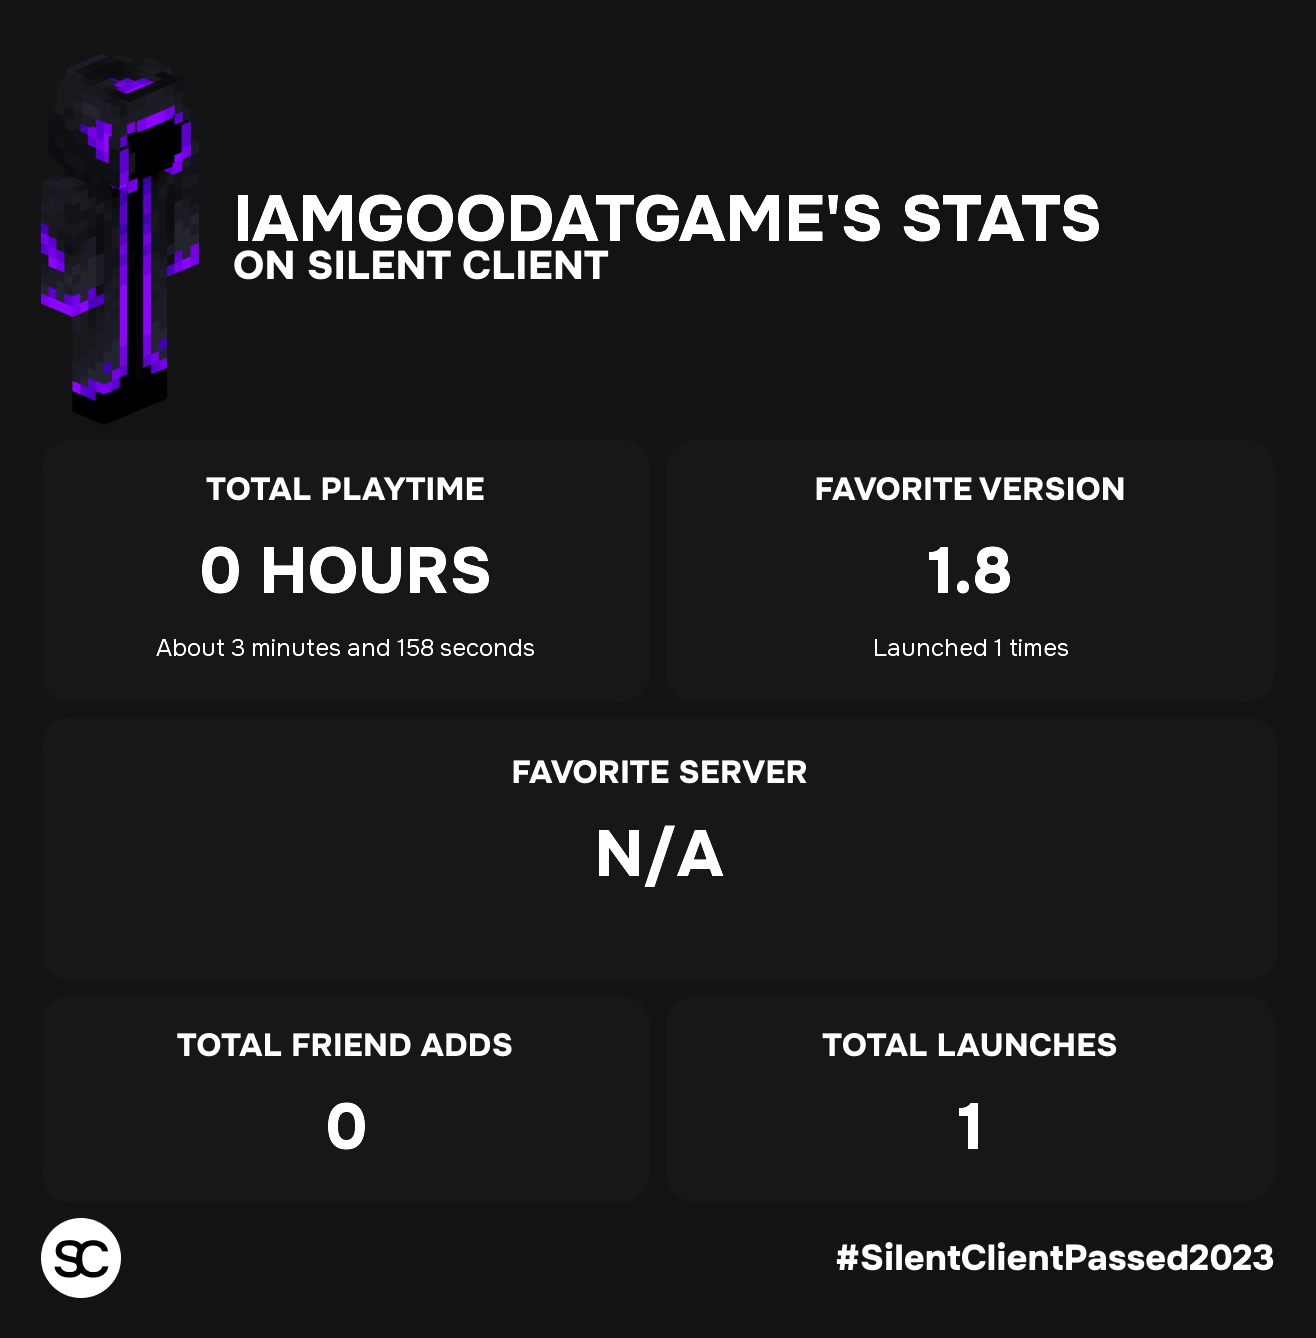 IAMGOODATGAME'S STATS
ON SILENT CLIENT
TOTAL PLAYTIME
0 HOURS
About 3 minutes and 158 seconds
FAVORITE VERSION
1.8
Launched 1 times
FAVORITE SERVER
N/A
TOTAL FRIEND ADDS
0
TOTAL LAUNCHES
1
SC
#SilentClientPassed2023